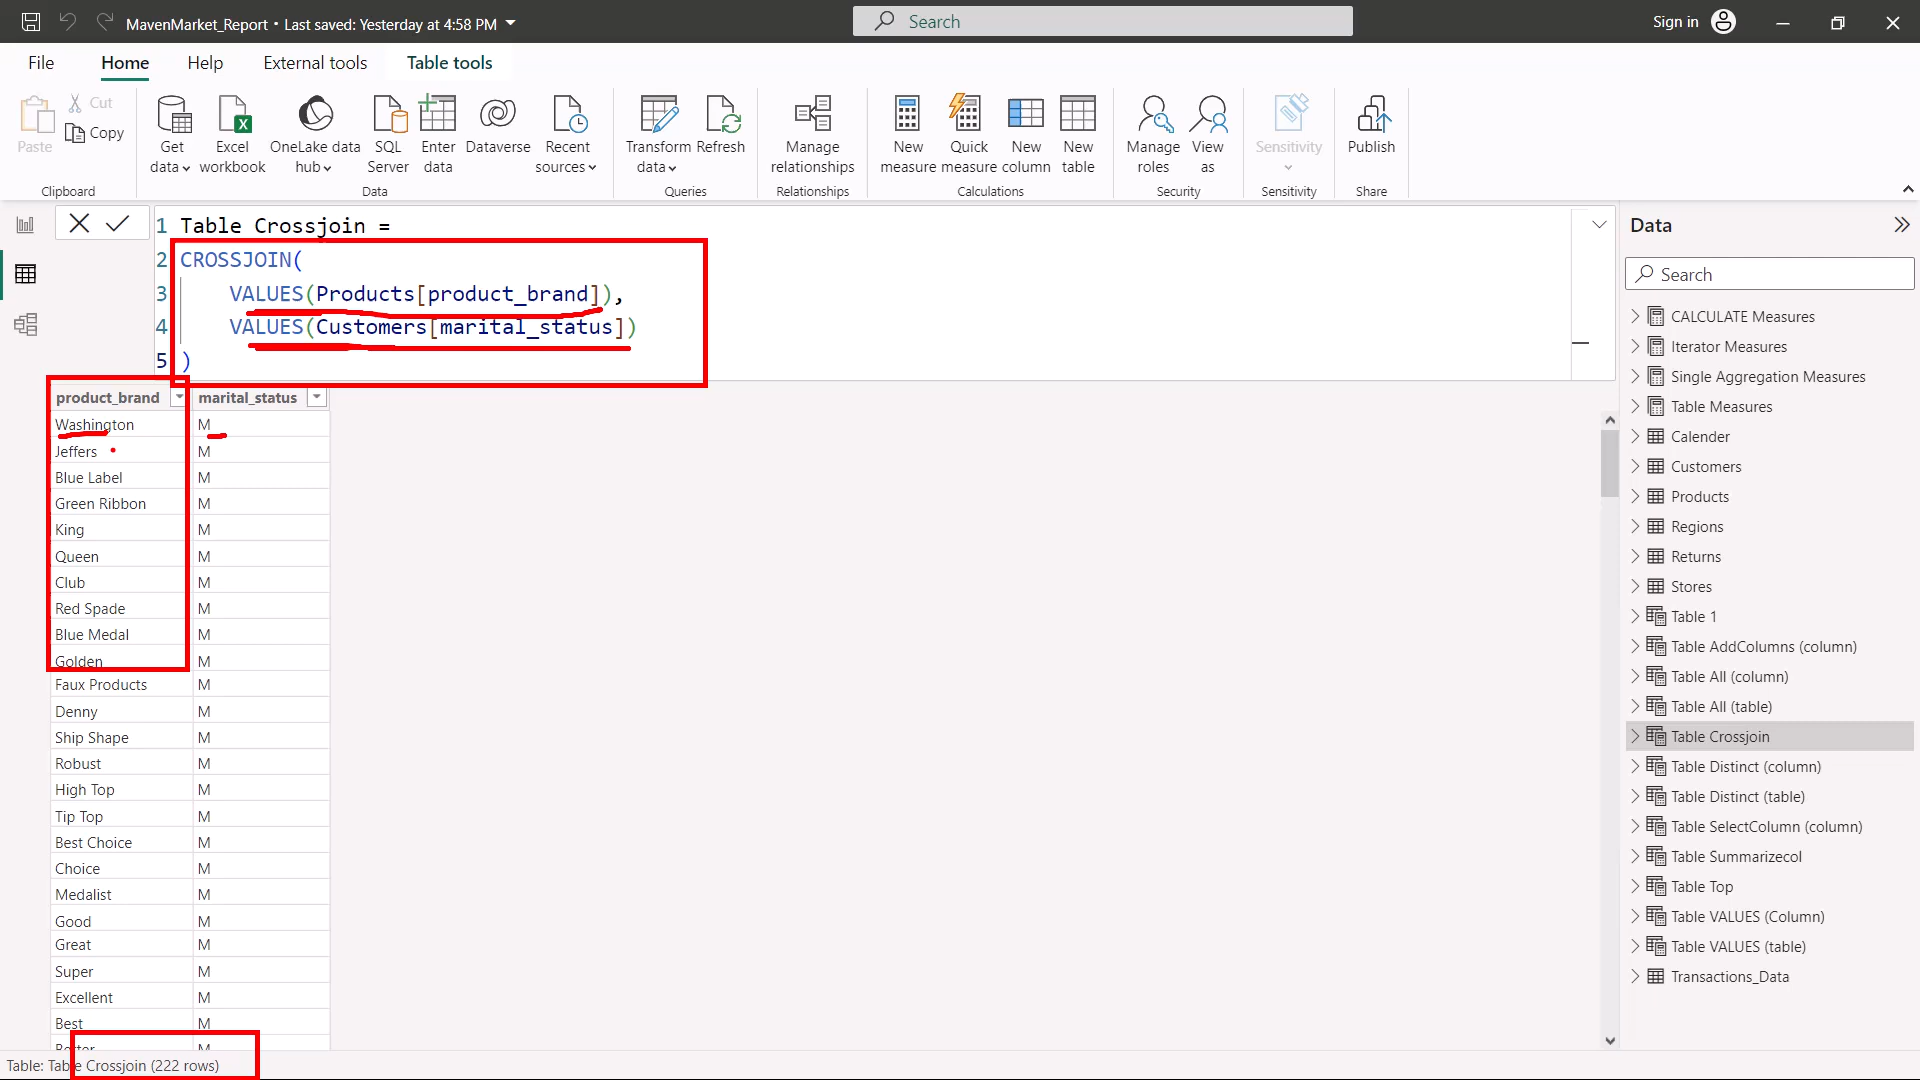 MavenMarket_Report • Last saved: Yesterday at 4:58 PM
Search
Sign in
File Home Help External tools Table tools
Paste
Cut
Copy
Clipboard
Get data
Excel workbook
OneLake data hub
SQL Server
Enter data
Dataverse
Recent sources
Data
Transform data
Refresh
Queries
Manage relationships
Relationships
New measure
Quick measure
New column
New table
Calculations
Manage roles
View as
Security
Sensitivity
Sensitivity
Publish
Share
1 Table Crossjoin =
2 CROSSJOIN(
3 VALUES(Products[product_brand]),
4 VALUES(Customers[marital_status])
5 )
product_brand marital_status
Washington M
Jeffers M
Blue Label M
Green Ribbon M
King M
Queen M
Club M
Red Spade M
Blue Medal M
Golden M
Faux Products M
Denny M
Ship Shape M
Robust M
High Top M
Tip Top M
Best Choice M
Choice M
Medalist M
Good M
Great M
Super M
Excellent M
Best M
M
Table: Table Crossjoin (222 rows)
Data
Search
CALCULATE Measures
Iterator Measures
Single Aggregation Measures
Table Measures
Calender
Customers
Products
Regions
Returns
Stores
Table 1
Table AddColumns (column)
Table All (column)
Table All (table)
Table Crossjoin
Table Distinct (column)
Table Distinct (table)
Table SelectColumn (column)
Table Summarizecol
Table Top
Table VALUES (Column)
Table VALUES (table)
Transactions_Data